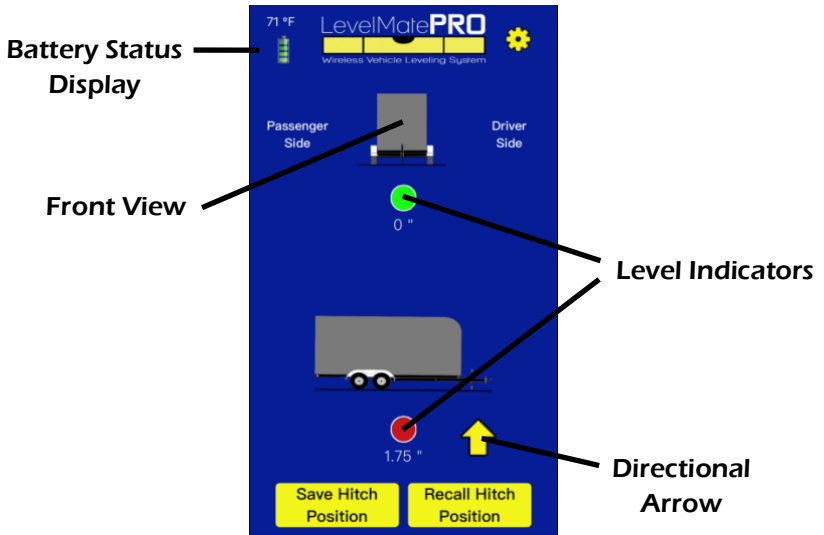 71 °F
LevelMatePRO
Wireless Vehicle Leveling System
Battery Status
Display
Passenger
Side
Driver
Side
Front View
0 "
Level Indicators
1.75 "
Directional
Arrow
Save Hitch
Position
Recall Hitch
Position